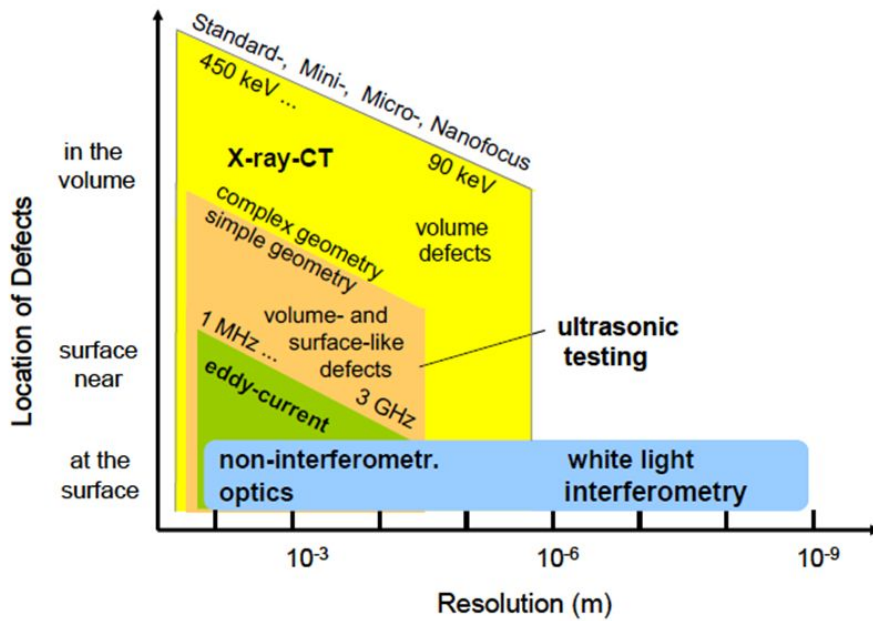 Standard-, Mini-, Micro-, Nanofocus
450 keV ...
90 keV
in the
volume
X-ray-CT
complex geometry
simple geometry
volume
defects
Location of Defects
1 MHz ...
volume- and
surface-like
defects
ultrasonic
testing
surface
near
eddy-current
3 GHz
at the
surface
non-interferometr.
optics
white light
interferometry
10-3
10-6
10-9
Resolution (m)